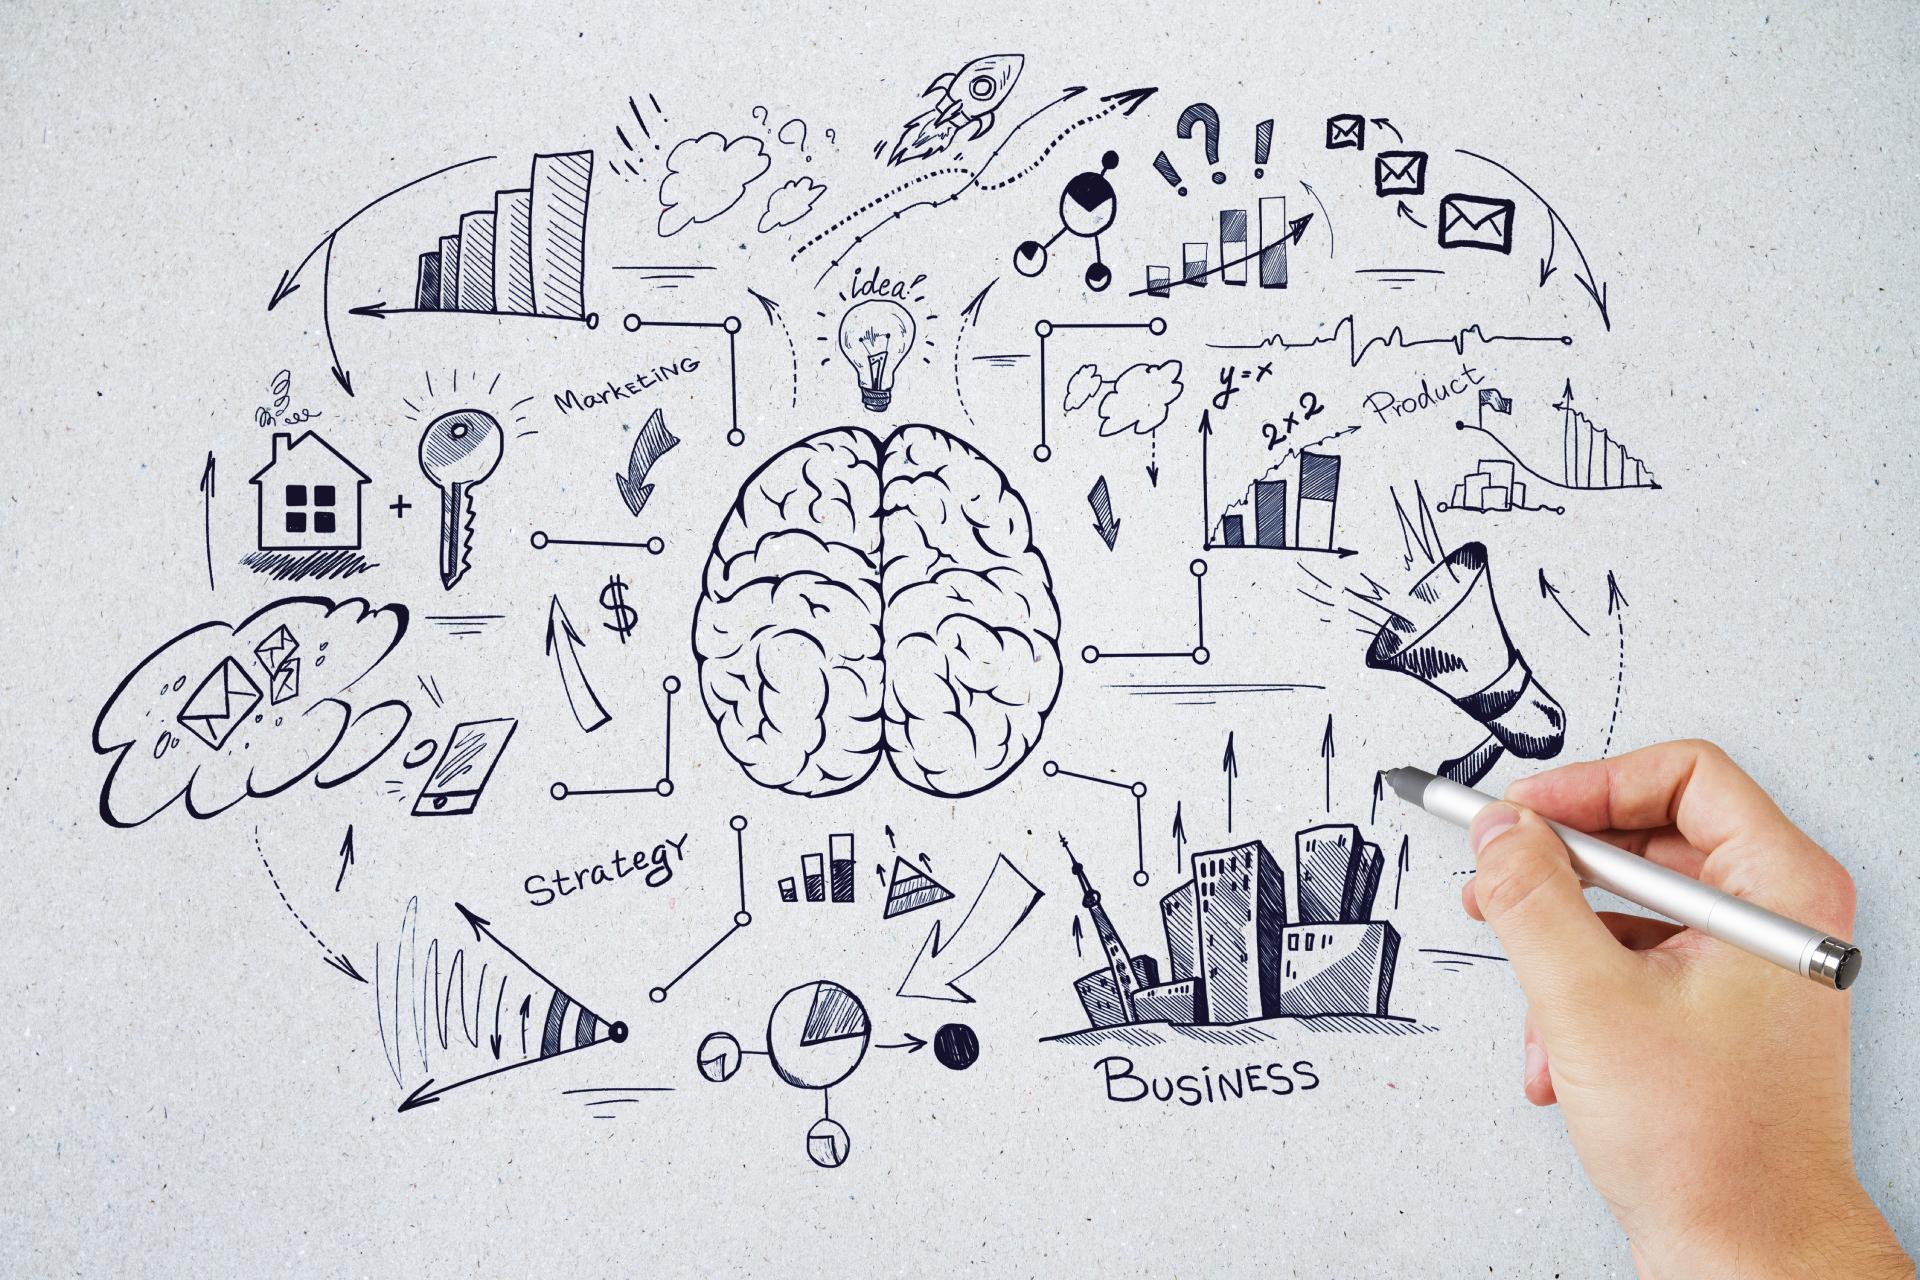 ? ? ?
! ? !
idea!
Marketing
y=x
2×2
Product
+
$
Strategy
Business